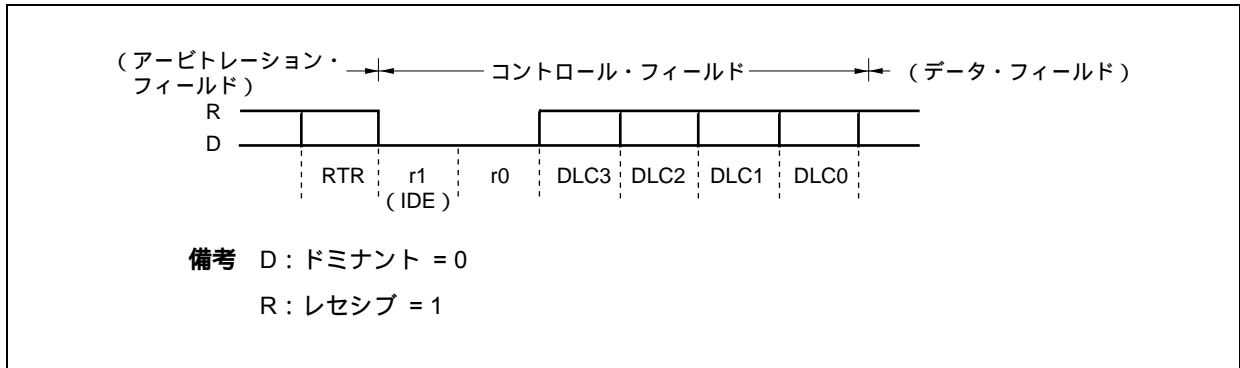 （アービトレーション・
フィールド）
コントロール・フィールド
（データ・フィールド）
R
D
RTR
r1
（IDE）
r0
DLC3
DLC2
DLC1
DLC0
備考 D：ドミナント = 0
R：レセシブ = 1